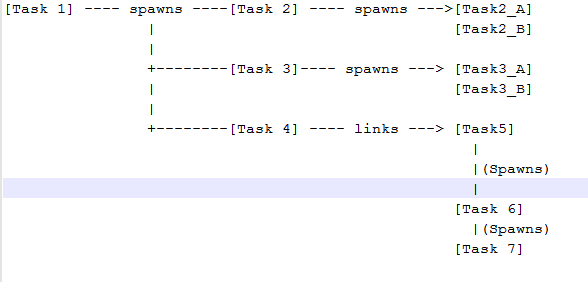 [Task 1] ---- spawns ----[Task 2] ---- spawns --->[Task2_A]
                |                                 [Task2_B]
                |
                +--------[Task 3]---- spawns ---> [Task3_A]
                |                                 [Task3_B]
                |
                +--------[Task 4] ---- links ---> [Task5]
                                                    |
                                                    |(Spawns)
                                                    |
                                                  [Task 6]
                                                    |(Spawns)
                                                  [Task 7]